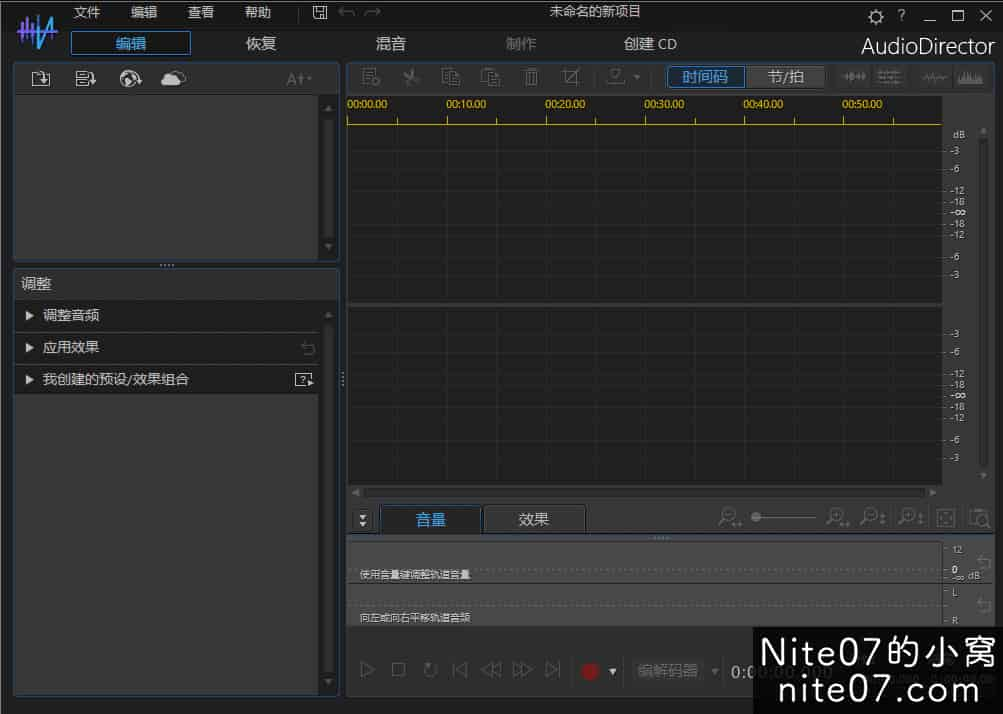 文件 编辑 查看 帮助 未命名的新项目 ?
编辑 恢复 混音 制作 创建 CD AudioDirector
时间码 节/拍
00:00.00 00:10.00 00:20.00 00:30.00 00:40.00 00:50.00
dB
-3
-6
-12
-18
-∞
-18
-12
-6
-3
-3
-6
-12
-18
-∞
-18
-12
-6
-3
调整
调整音频
应用效果
我创建的预设/效果组合
音量 效果
12
0
-∞ dB
使用音量键调整轨道音量
L
向左或向右平移轨道音频
R
编解码器
Nite07的小窝
nite07.com